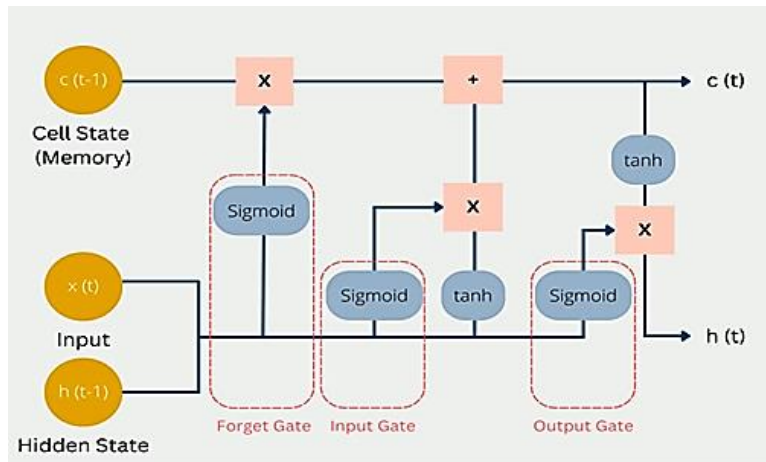 c (t-1)
X
+
c (t)
Cell State
(Memory)
tanh
Sigmoid
X
X
x (t)
Sigmoid
tanh
Sigmoid
Input
h (t)
h (t-1)
Forget Gate
Input Gate
Output Gate
Hidden State